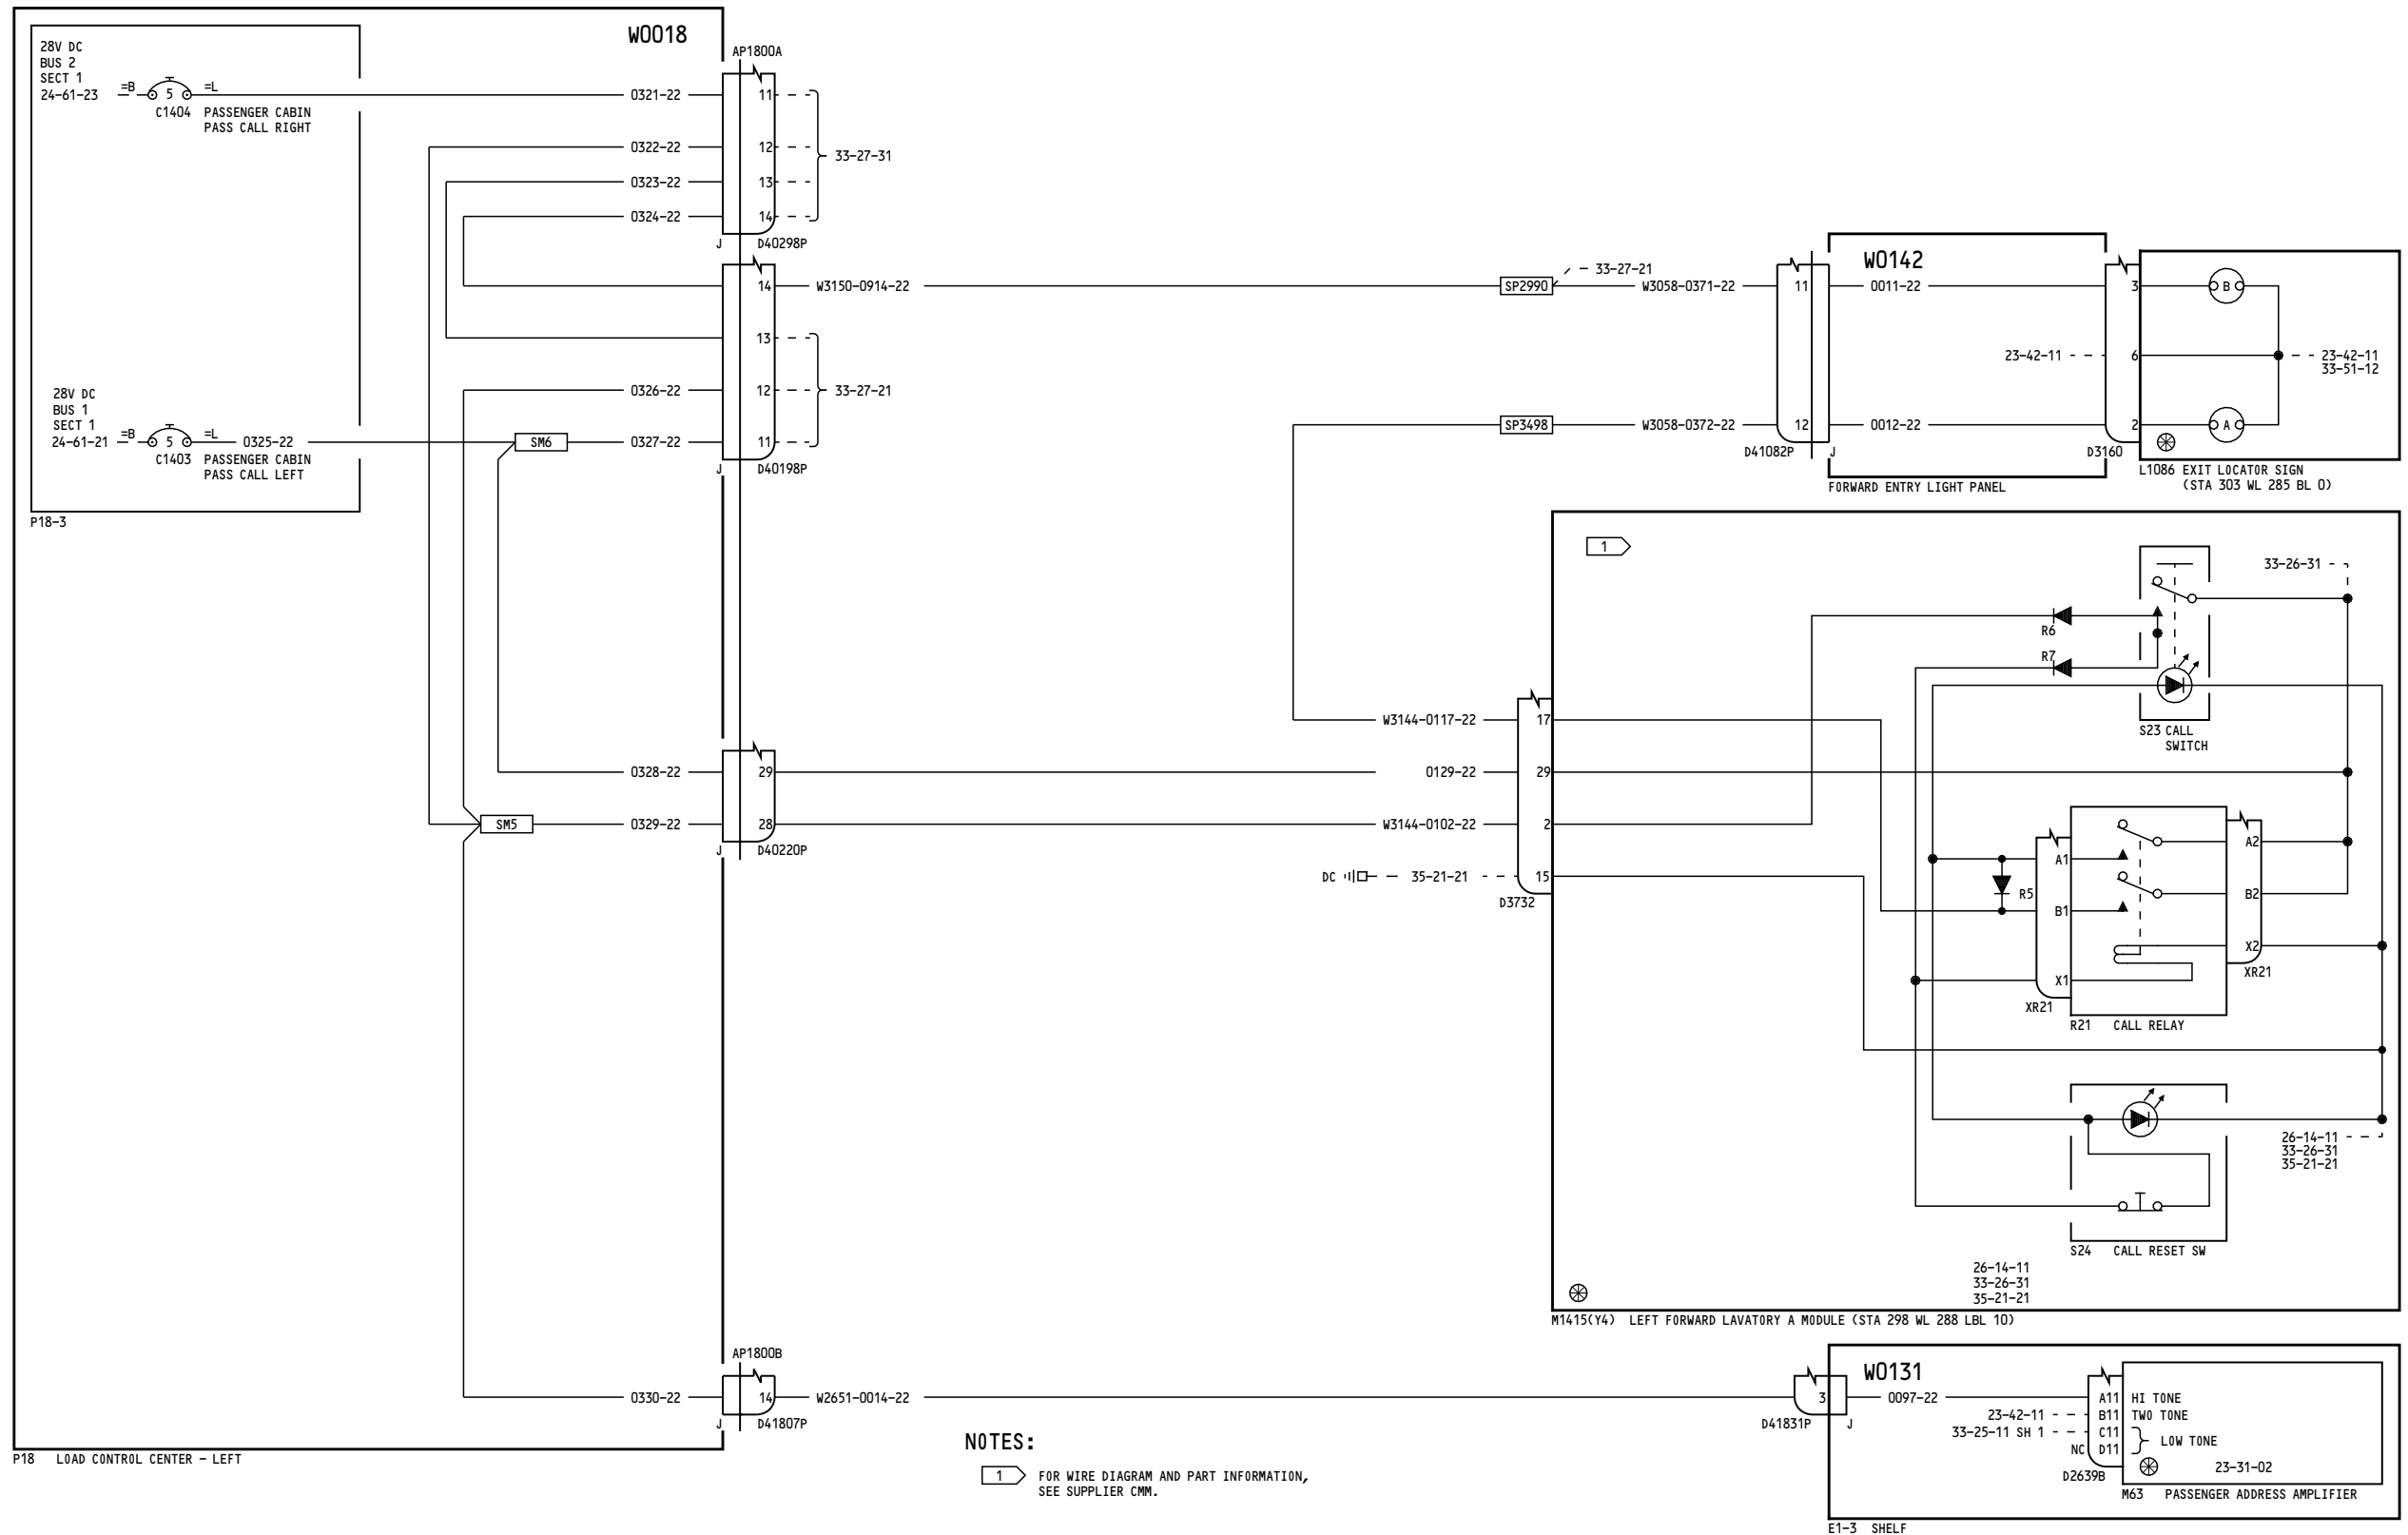 W0018
28V DC
BUS 2
SECT 1
24-61-23
=B
5
=L
C1404
PASSENGER CABIN
PASS CALL RIGHT
28V DC
BUS 1
SECT 1
24-61-21
=B
5
=L
0325-22
C1403
PASSENGER CABIN
PASS CALL LEFT
P18-3
SM6
SM5
0321-22
0322-22
0323-22
0324-22
0326-22
0327-22
0328-22
0329-22
0330-22
P18 LOAD CONTROL CENTER - LEFT
AP1800A
11
12
13
14
33-27-31
J
D40298P
14
W3150-0914-22
13
12
11
33-27-21
J
D40198P
29
28
J
D40220P
AP1800B
14
W2651-0014-22
J
D41807P
SP2990
33-27-21
W3058-0371-22
SP3498
W3058-0372-22
11
12
D41082P
J
W0142
0011-22
23-42-11
0012-22
FORWARD ENTRY LIGHT PANEL
3
6
2
D3160
B
A
23-42-11
33-51-12
L1086 EXIT LOCATOR SIGN
(STA 303 WL 285 BL 0)
W3144-0117-22
0129-22
W3144-0102-22
DC
35-21-21
17
29
2
15
D3732
1
R6
R7
S23 CALL
SWITCH
33-26-31
R5
A1
B1
X1
XR21
A2
B2
X2
XR21
R21 CALL RELAY
26-14-11
33-26-31
35-21-21
S24 CALL RESET SW
26-14-11
33-26-31
35-21-21
M1415(Y4) LEFT FORWARD LAVATORY A MODULE (STA 298 WL 288 LBL 10)
3
D41831P
J
W0131
0097-22
23-42-11
33-25-11 SH 1
NC
A11
B11
C11
D11
D2639B
HI TONE
TWO TONE
LOW TONE
23-31-02
M63 PASSENGER ADDRESS AMPLIFIER
E1-3 SHELF
NOTES:
1
FOR WIRE DIAGRAM AND PART INFORMATION,
SEE SUPPLIER CMM.